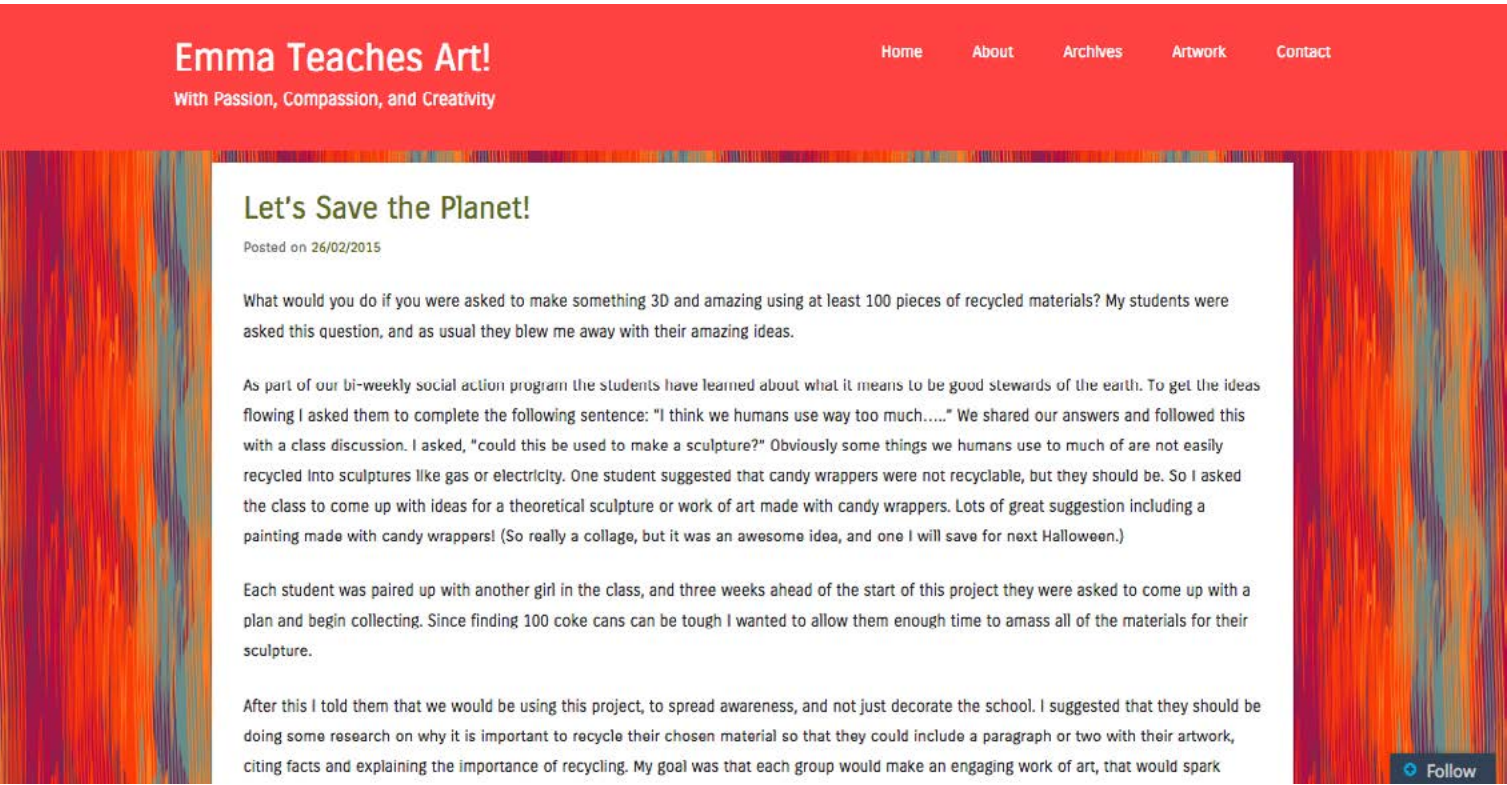 Emma Teaches Art!
With Passion, Compassion, and Creativity
Home About Archives Artwork Contact
Let's Save the Planet!
Posted on 26/02/2015
What would you do if you were asked to make something 3D and amazing using at least 100 pieces of recycled materials? My students were
asked this question, and as usual they blew me away with their amazing ideas.
As part of our bi-weekly social action program the students have learned about what it means to be good stewards of the earth. To get the ideas
flowing I asked them to complete the following sentence: "I think we humans use way too much....." We shared our answers and followed this
with a class discussion. I asked, "could this be used to make a sculpture?" Obviously some things we humans use to much of are not easily
recycled into sculptures like gas or electricity. One student suggested that candy wrappers were not recyclable, but they should be. So I asked
the class to come up with ideas for a theoretical sculpture or work of art made with candy wrappers. Lots of great suggestion including a
painting made with candy wrappers! (So really a collage, but it was an awesome idea, and one I will save for next Halloween.)
Each student was paired up with another girl in the class, and three weeks ahead of the start of this project they were asked to come up with a
plan and begin collecting. Since finding 100 coke cans can be tough I wanted to allow them enough time to amass all of the materials for their
sculpture.
After this I told them that we would be using this project, to spread awareness, and not just decorate the school. I suggested that they should be
doing some research on why it is important to recycle their chosen material so that they could include a paragraph or two with their artwork,
citing facts and explaining the importance of recycling. My goal was that each group would make an engaging work of art, that would spark
Follow